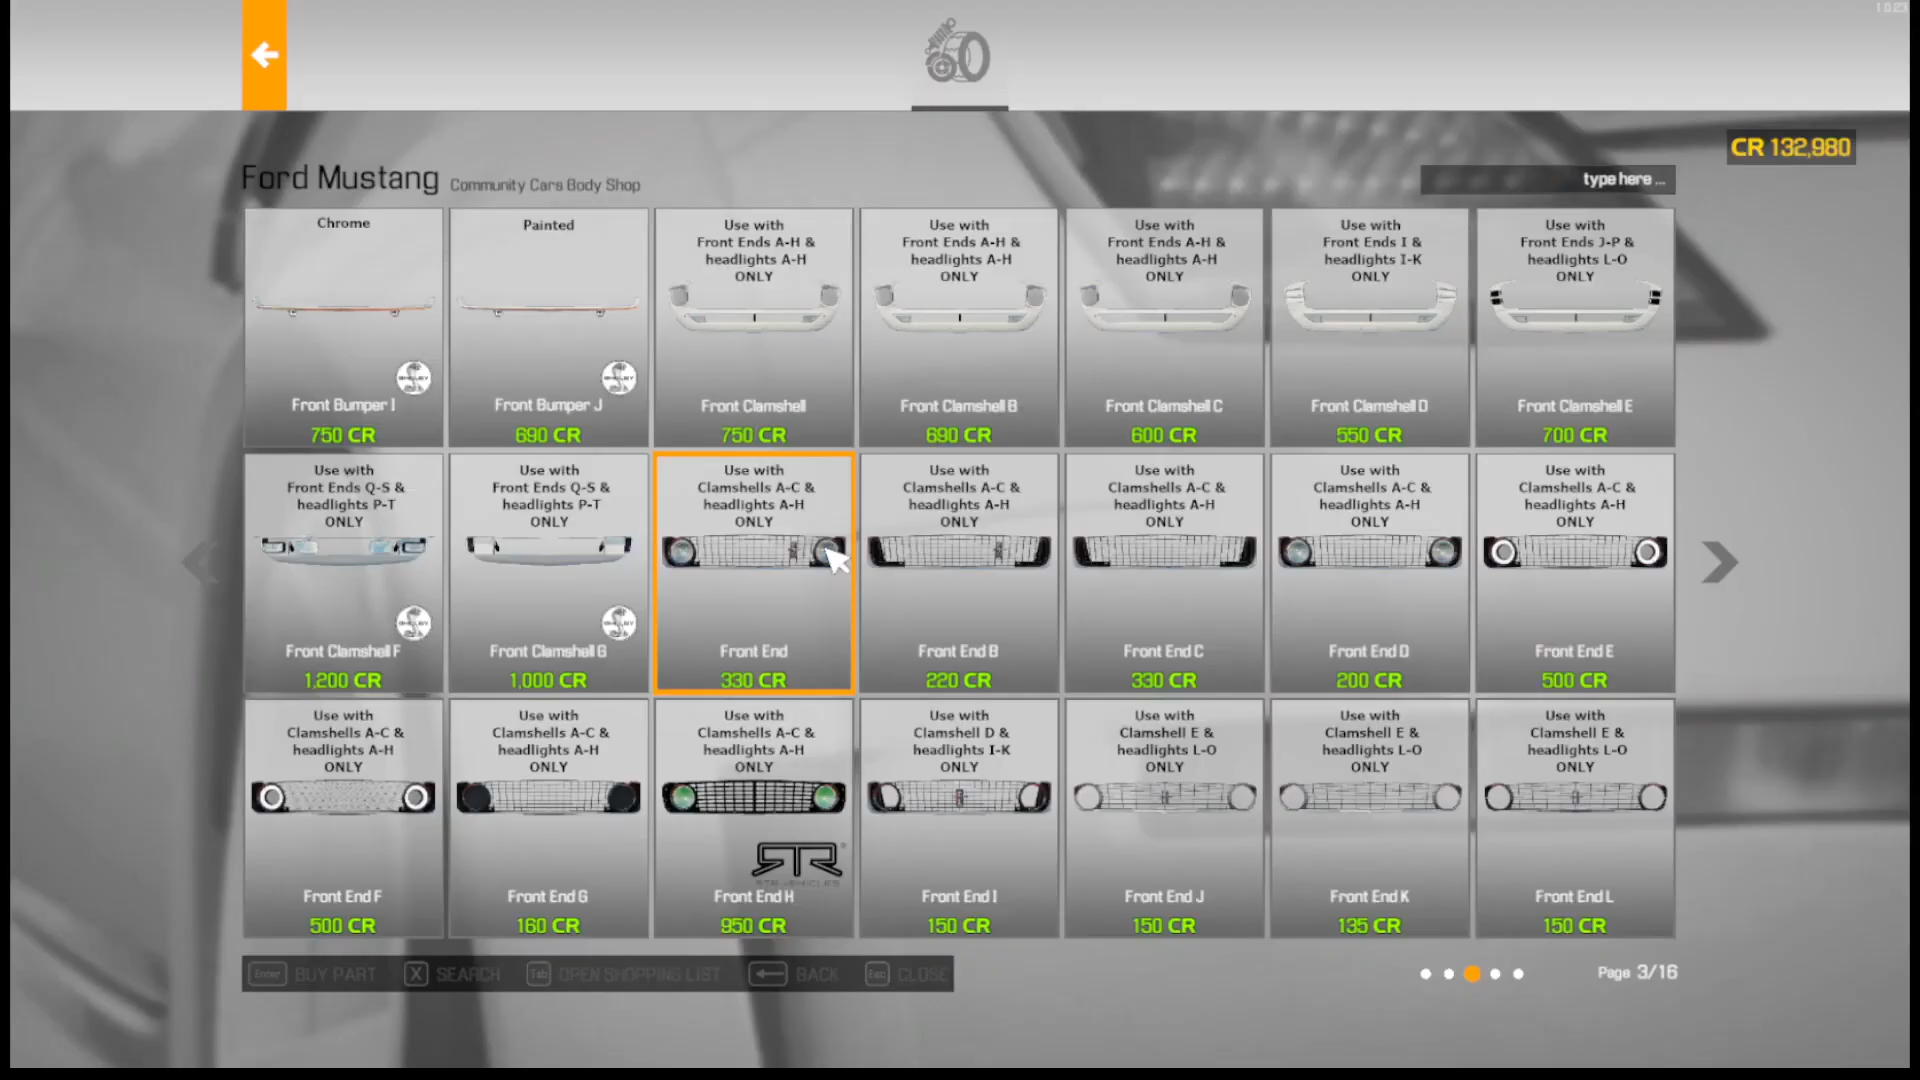 1.0.23
CR 132,980
Ford Mustang Community Cars Body Shop
type here ...
Chrome
Front Bumper I
750 CR
Painted
Front Bumper J
690 CR
Use with
Front Ends A-H &
headlights A-H
ONLY
Front Clamshell
750 CR
Use with
Front Ends A-H &
headlights A-H
ONLY
Front Clamshell B
690 CR
Use with
Front Ends A-H &
headlights A-H
ONLY
Front Clamshell C
600 CR
Use with
Front Ends I &
headlights I-K
ONLY
Front Clamshell D
550 CR
Use with
Front Ends J-P &
headlights L-O
ONLY
Front Clamshell E
700 CR
Use with
Front Ends Q-S &
headlights P-T
ONLY
SHELBY
Front Clamshell F
1,200 CR
Use with
Front Ends Q-S &
headlights P-T
ONLY
SHELBY
Front Clamshell G
1,000 CR
Use with
Clamshells A-C &
headlights A-H
ONLY
Front End
330 CR
Use with
Clamshells A-C &
headlights A-H
ONLY
Front End B
220 CR
Use with
Clamshells A-C &
headlights A-H
ONLY
Front End C
330 CR
Use with
Clamshells A-C &
headlights A-H
ONLY
Front End D
200 CR
Use with
Clamshells A-C &
headlights A-H
ONLY
Front End E
500 CR
Use with
Clamshells A-C &
headlights A-H
ONLY
Front End F
500 CR
Use with
Clamshells A-C &
headlights A-H
ONLY
Front End G
160 CR
Use with
Clamshells A-C &
headlights A-H
ONLY
RTR
RTR VEHICLES
Front End H
950 CR
Use with
Clamshell D &
headlights I-K
ONLY
Front End I
150 CR
Use with
Clamshell E &
headlights L-O
ONLY
Front End J
150 CR
Use with
Clamshell E &
headlights L-O
ONLY
Front End K
135 CR
Use with
Clamshell E &
headlights L-O
ONLY
Front End L
150 CR
Enter BUY PART X SEARCH Tab OPEN SHOPPING LIST BACK Esc CLOSE
Page 3/16